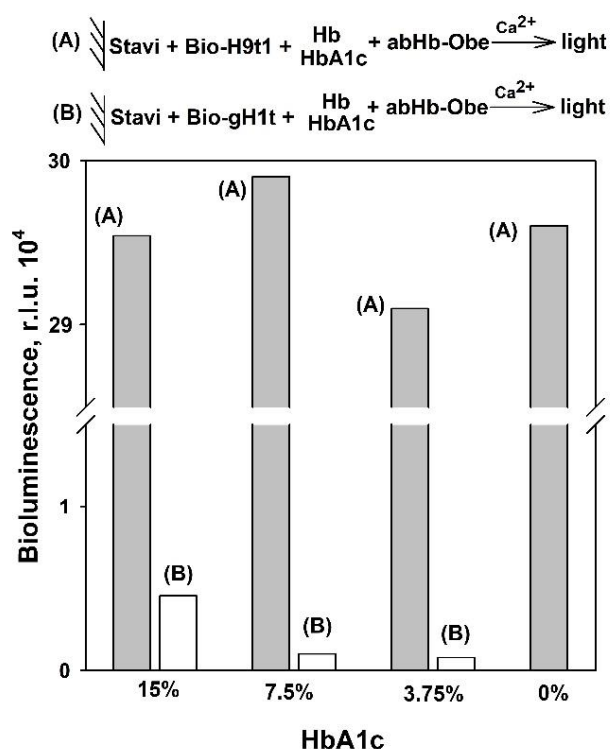 (A) Stavi + Bio-H9t1 + Hb HbA1c + abHb-Obe Ca²⁺ → light
(B) Stavi + Bio-gH1t + Hb HbA1c + abHb-Obe Ca²⁺ → light
30
29
1
0
Bioluminescence, r.l.u. 10⁴
(A)
(B)
(A)
(B)
(A)
(B)
(A)
15% 7.5% 3.75% 0%
HbA1c